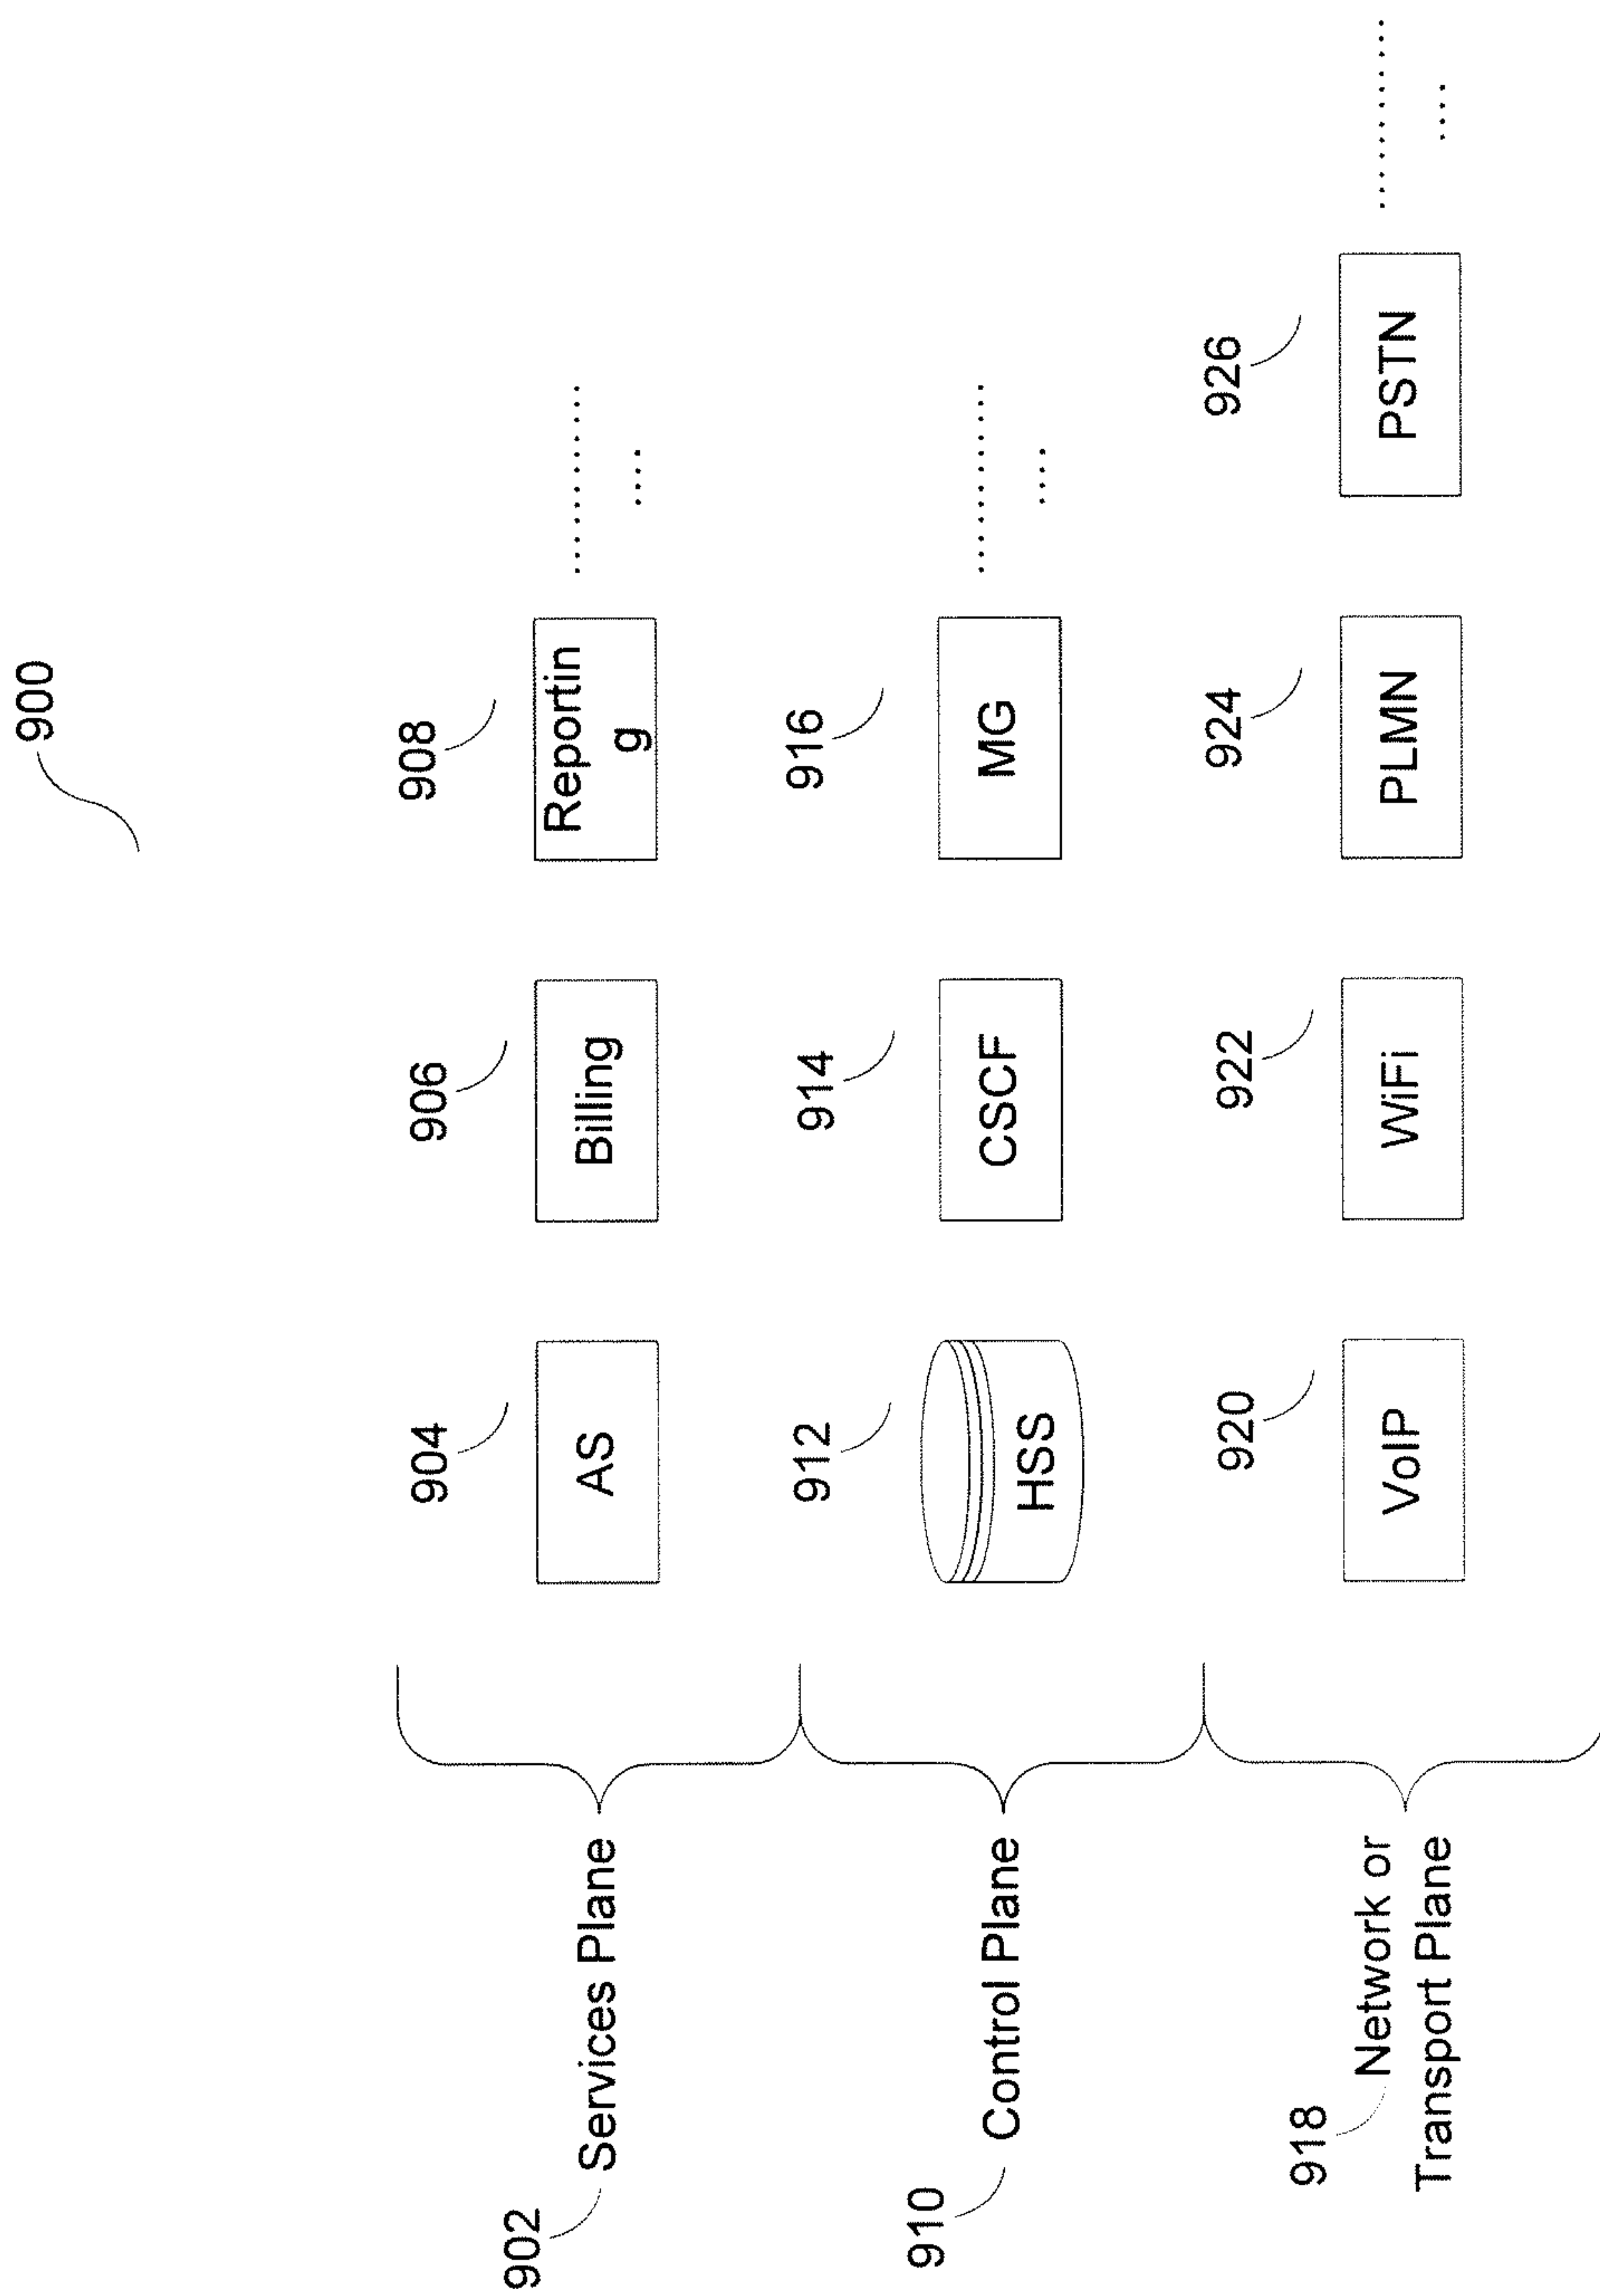 900
904
906
908
902
Services Plane
AS
Billing
Reportin
g
..........
....
912
914
916
910
Control Plane
HSS
CSCF
MG
..........
....
920
922
924
926
918
Network or
Transport Plane
VoIP
WiFi
PLMN
PSTN
..........
....